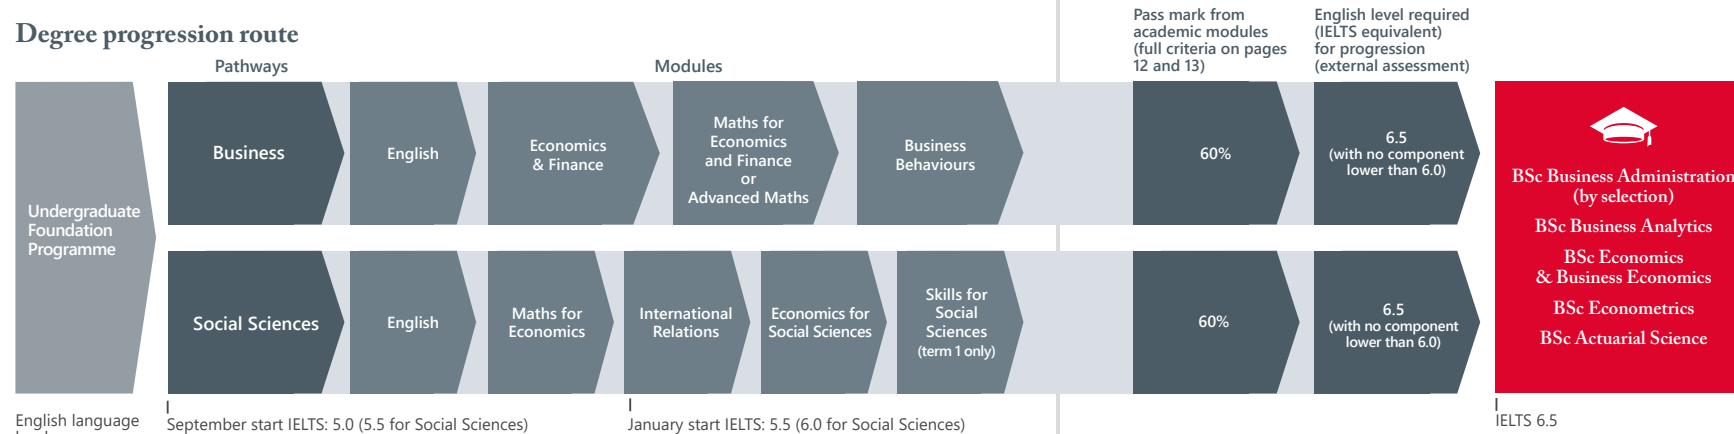 Degree progression route
Pathways
Modules
Pass mark from
academic modules
(full criteria on pages
12 and 13)
English level required
(IELTS equivalent)
for progression
(external assessment)
Undergraduate
Foundation
Programme
Business
English
Economics
& Finance
Maths for
Economics
and Finance
or
Advanced Maths
Business
Behaviours
60%
6.5
(with no component
lower than 6.0)
Social Sciences
English
Maths for
Economics
International
Relations
Economics for
Social Sciences
Skills for
Social
Sciences
(term 1 only)
60%
6.5
(with no component
lower than 6.0)
BSc Business Administration
(by selection)
BSc Business Analytics
BSc Economics
& Business Economics
BSc Econometrics
BSc Actuarial Science
English language
September start IELTS: 5.0 (5.5 for Social Sciences)
January start IELTS: 5.5 (6.0 for Social Sciences)
IELTS 6.5